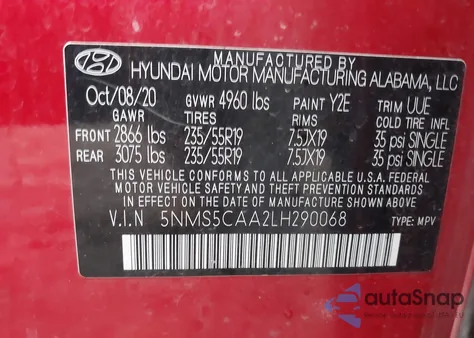 MANUFACTURED BY
HYUNDAI MOTOR MANUFACTURING ALABAMA, LLC
Oct/08/20 GVWR 4960 lbs PAINT Y2E TRIM UUE
GAWR TIRES RIMS COLD TIRE INFL
FRONT 2866 lbs 235/55R19 7.5JX19 35 psi SINGLE
REAR 3075 lbs 235/55R19 7.5JX19 35 psi SINGLE
THIS VEHICLE CONFORMS TO ALL APPLICABLE U.S.A. FEDERAL
MOTOR VEHICLE SAFETY AND THEFT PREVENTION STANDARDS
IN EFFECT ON THE DATE OF MANUFACTURE SHOWN ABOVE.
V.I.N 5NMS5CAA2LH290068 TYPE: MPV
autoSnap